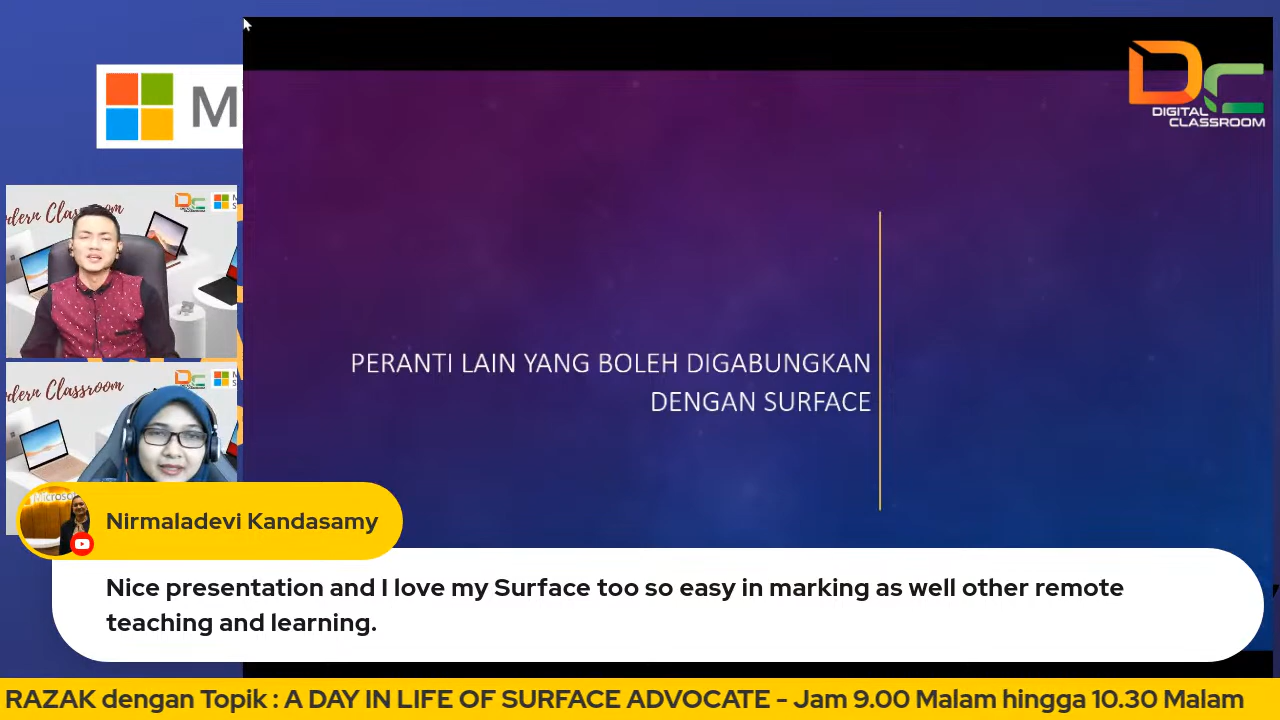 DIGITAL
CLASSROOM
PERANTI LAIN YANG BOLEH DIGABUNGKAN
DENGAN SURFACE
Nirmaladevi Kandasamy
Nice presentation and I love my Surface too so easy in marking as well other remote
teaching and learning.
RAZAK dengan Topik : A DAY IN LIFE OF SURFACE ADVOCATE - Jam 9.00 Malam hingga 10.30 Malam